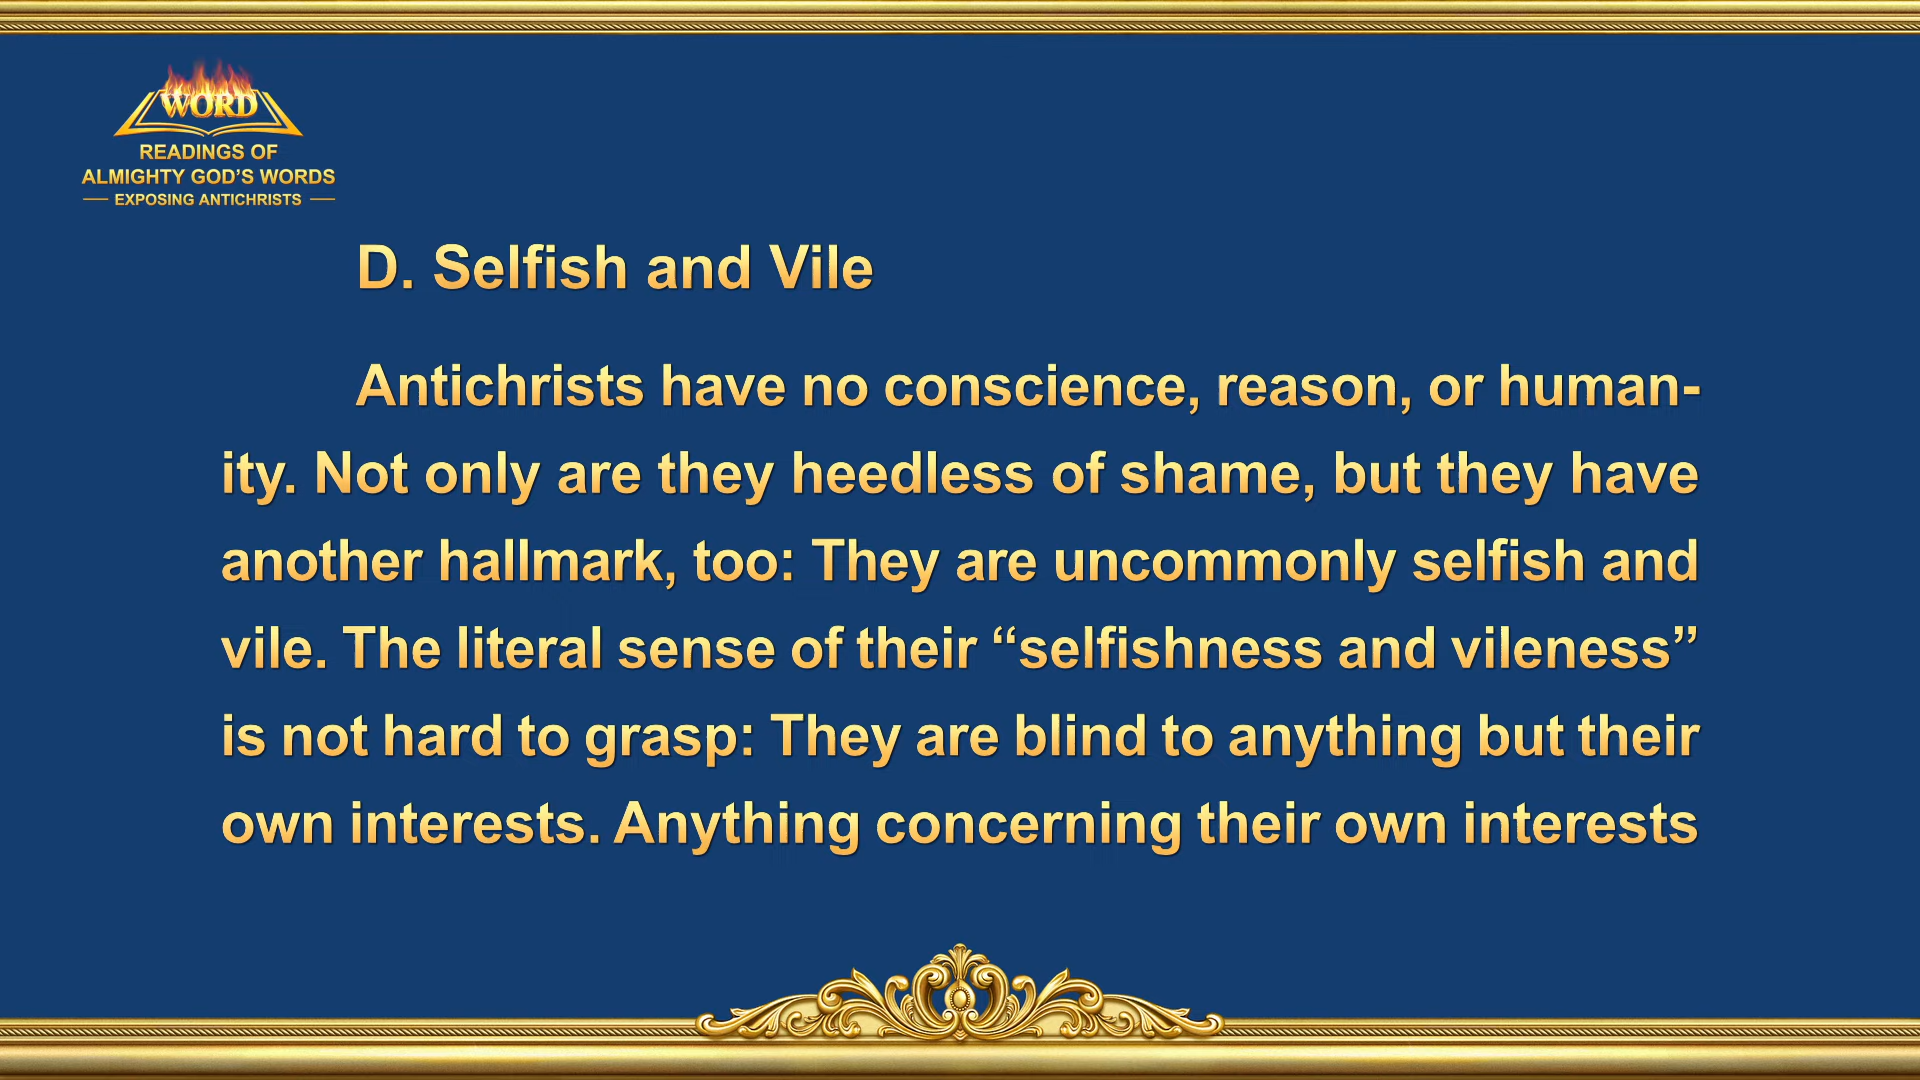 WORD
READINGS OF
ALMIGHTY GOD’S WORDS
EXPOSING ANTICHRISTS
D. Selfish and Vile
Antichrists have no conscience, reason, or human-
ity. Not only are they heedless of shame, but they have
another hallmark, too: They are uncommonly selfish and
vile. The literal sense of their “selfishness and vileness”
is not hard to grasp: They are blind to anything but their
own interests. Anything concerning their own interests